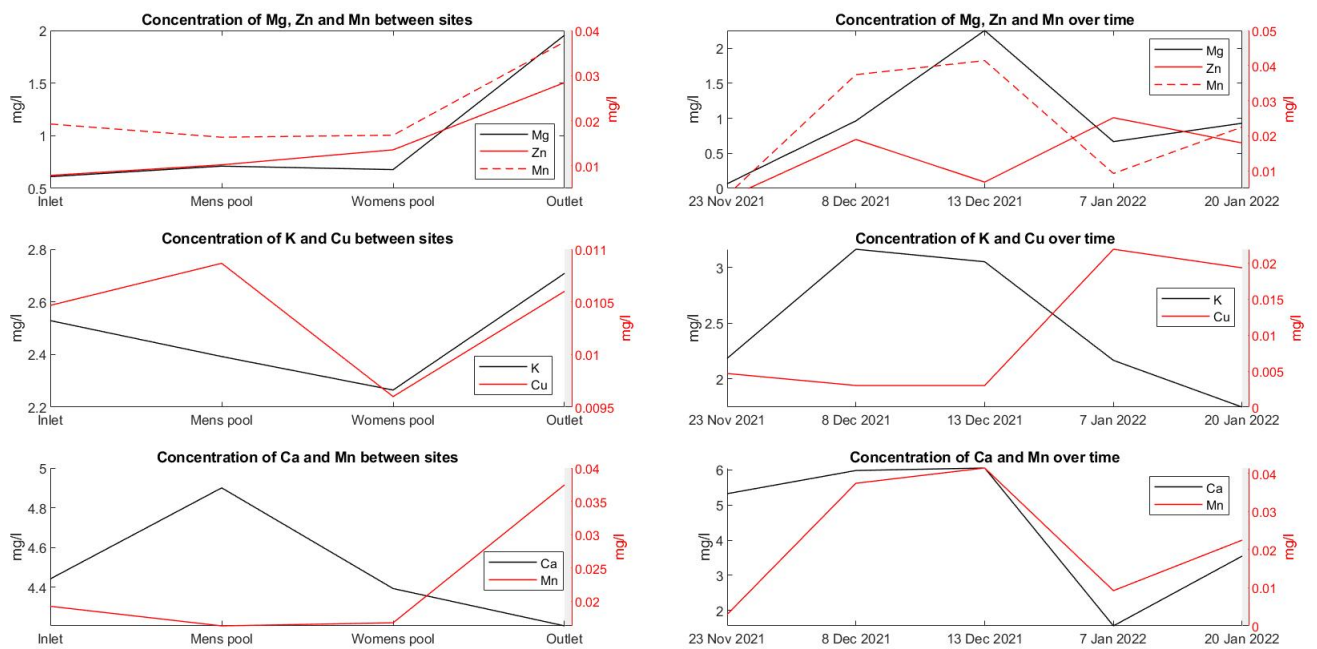 Concentration of Mg, Zn and Mn between sites
2
1.5
1
0.5
mg/l
0.04
0.03
0.02
0.01
mg/l
Mg
Zn
Mn
Inlet Mens pool Womens pool Outlet
Concentration of Mg, Zn and Mn over time
2
1.5
1
0.5
0
mg/l
0.05
0.04
0.03
0.02
0.01
mg/l
Mg
Zn
Mn
23 Nov 2021 8 Dec 2021 13 Dec 2021 7 Jan 2022 20 Jan 2022
Concentration of K and Cu between sites
2.8
2.6
2.4
2.2
mg/l
0.011
0.0105
0.01
0.0095
mg/l
K
Cu
Inlet Mens pool Womens pool Outlet
Concentration of K and Cu over time
3
2.5
2
mg/l
0.02
0.015
0.01
0.005
0
mg/l
K
Cu
23 Nov 2021 8 Dec 2021 13 Dec 2021 7 Jan 2022 20 Jan 2022
Concentration of Ca and Mn between sites
5
4.8
4.6
4.4
mg/l
0.04
0.035
0.03
0.025
0.02
mg/l
Ca
Mn
Inlet Mens pool Womens pool Outlet
Concentration of Ca and Mn over time
6
5
4
3
2
mg/l
0.04
0.03
0.02
0.01
0
mg/l
Ca
Mn
23 Nov 2021 8 Dec 2021 13 Dec 2021 7 Jan 2022 20 Jan 2022